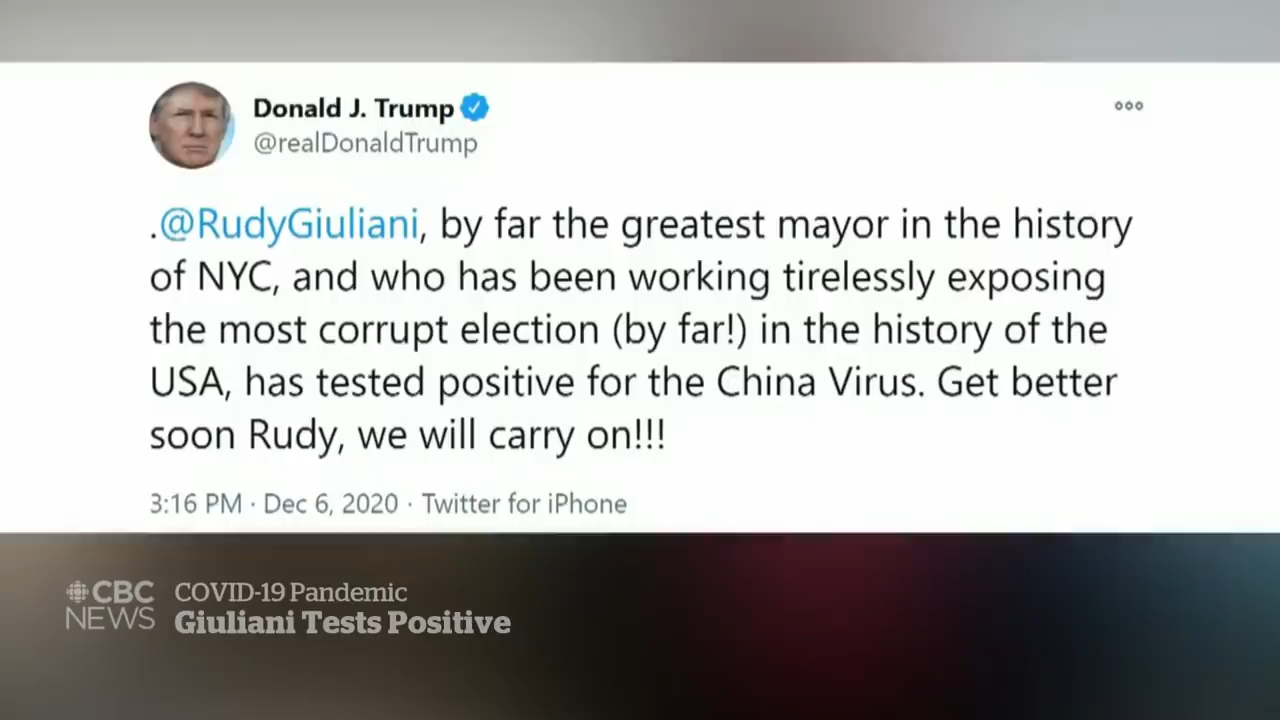 Donald J. Trump
@realDonaldTrump
.@RudyGiuliani, by far the greatest mayor in the history
of NYC, and who has been working tirelessly exposing
the most corrupt election (by far!) in the history of the
USA, has tested positive for the China Virus. Get better
soon Rudy, we will carry on!!!
3:16 PM · Dec 6, 2020 · Twitter for iPhone
CBC
NEWS
COVID-19 Pandemic
Giuliani Tests Positive